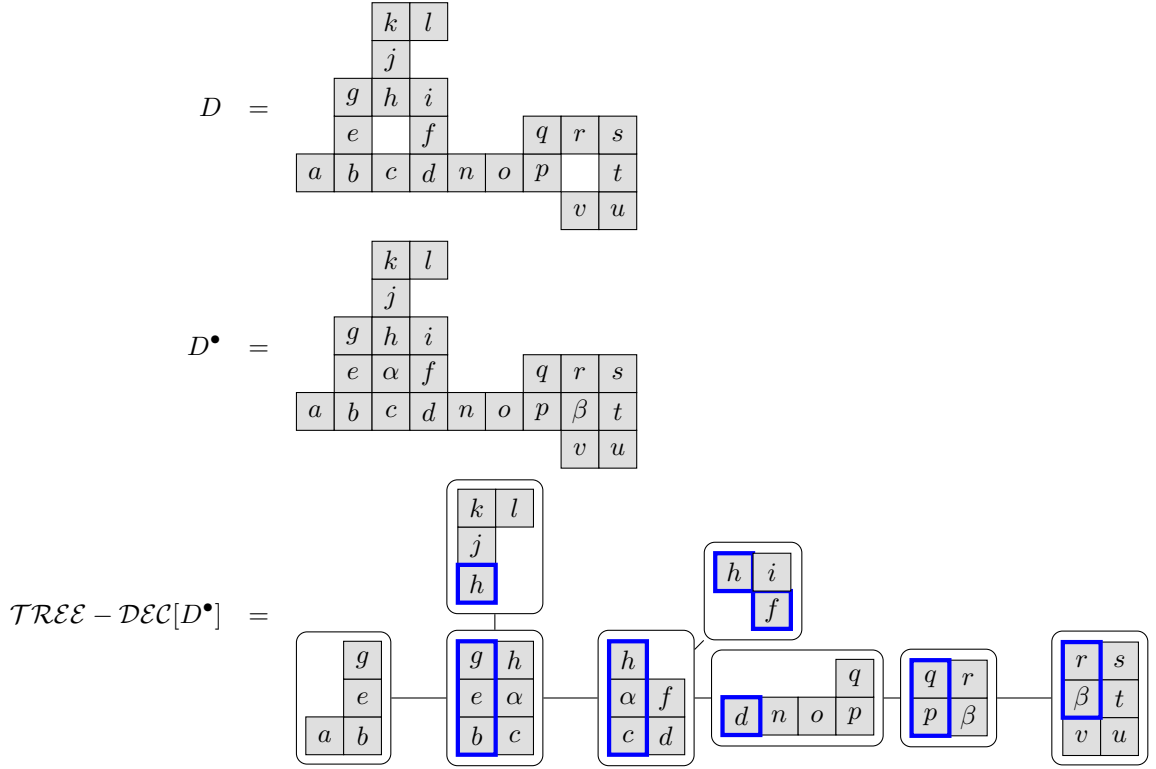 k l
j
g h i
D =
e f q r s
a b c d n o p t
v u
k l
j
g h i
D• =
e α f q r s
a b c d n o p β t
v u
k l
j
h
h i
f
TREE − DEC[D•] =
g
e
a b
g h
e α
b c
h
α f
c d
q
d n o p
q r
p β
r s
β t
v u